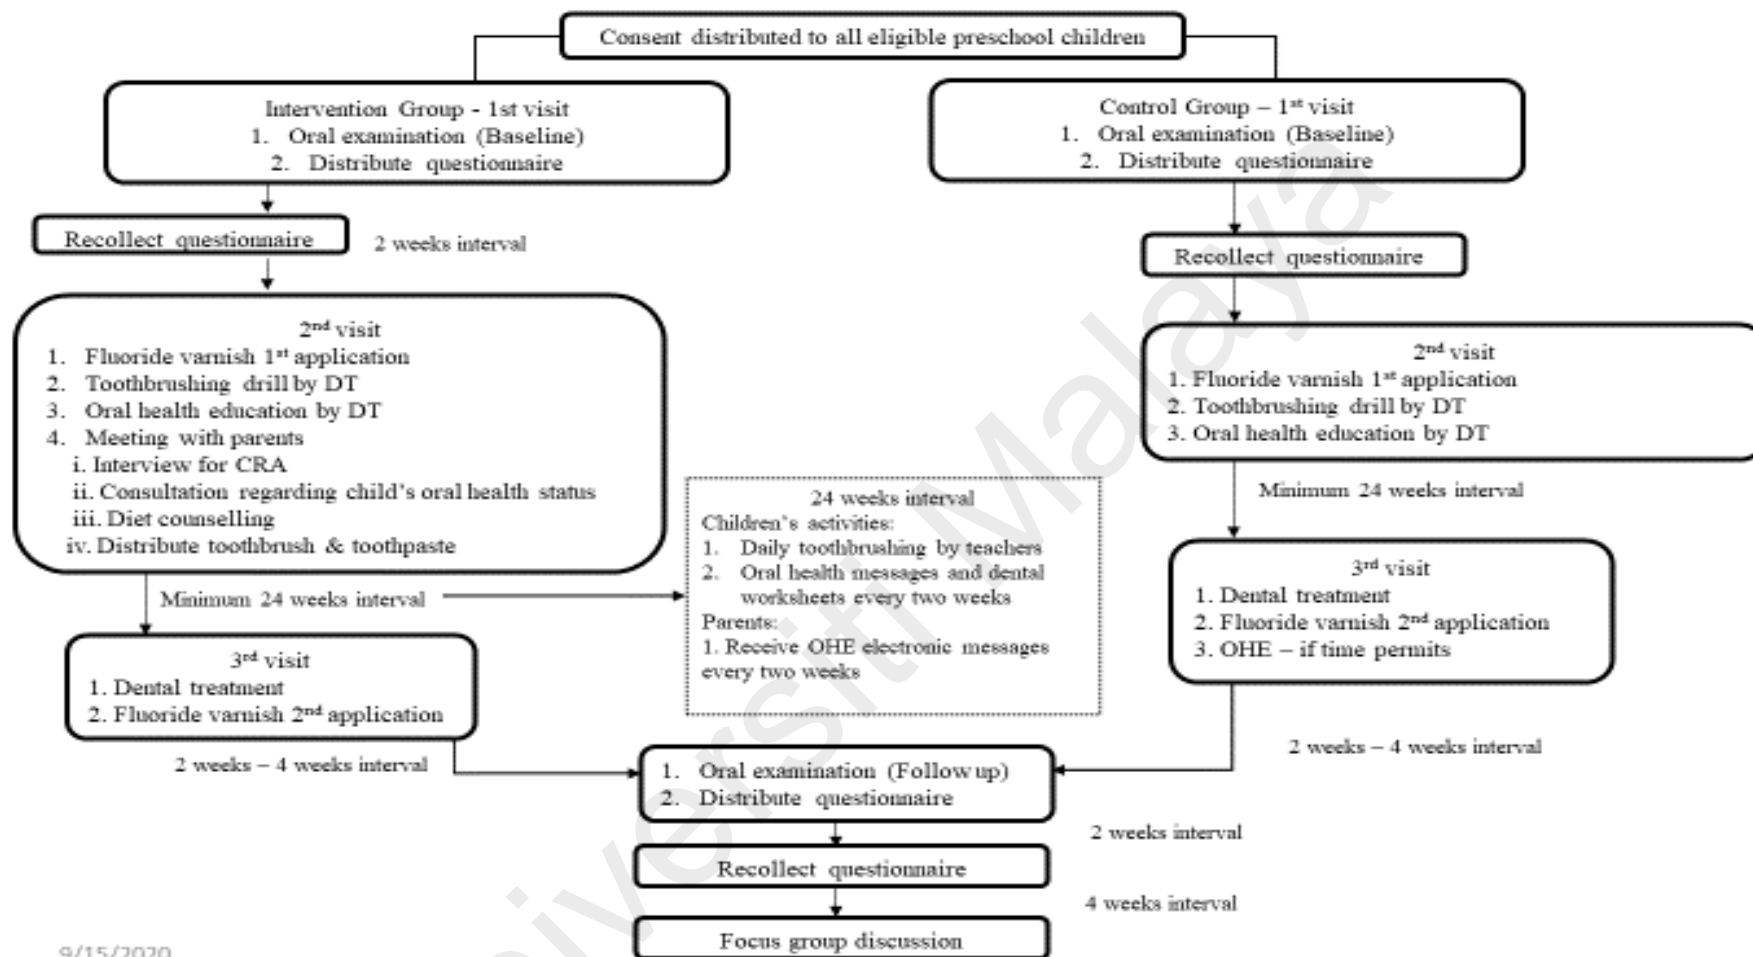 Consent distributed to all eligible preschool children
Intervention Group - 1st visit
1. Oral examination (Baseline)
2. Distribute questionnaire
Control Group – 1st visit
1. Oral examination (Baseline)
2. Distribute questionnaire
Recollect questionnaire
2 weeks interval
Recollect questionnaire
2nd visit
1. Fluoride varnish 1st application
2. Toothbrushing drill by DT
3. Oral health education by DT
4. Meeting with parents
i. Interview for CRA
ii. Consultation regarding child's oral health status
iii. Diet counselling
iv. Distribute toothbrush & toothpaste
2nd visit
1. Fluoride varnish 1st application
2. Toothbrushing drill by DT
3. Oral health education by DT
Minimum 24 weeks interval
24 weeks interval
Children's activities:
1. Daily toothbrushing by teachers
2. Oral health messages and dental
worksheets every two weeks
Parents:
1. Receive OHE electronic messages
every two weeks
Minimum 24 weeks interval
3rd visit
1. Dental treatment
2. Fluoride varnish 2nd application
3rd visit
1. Dental treatment
2. Fluoride varnish 2nd application
3. OHE – if time permits
2 weeks – 4 weeks interval
2 weeks – 4 weeks interval
1. Oral examination (Follow up)
2. Distribute questionnaire
2 weeks interval
Recollect questionnaire
4 weeks interval
Focus group discussion
9/15/2020
iversiti Malaya